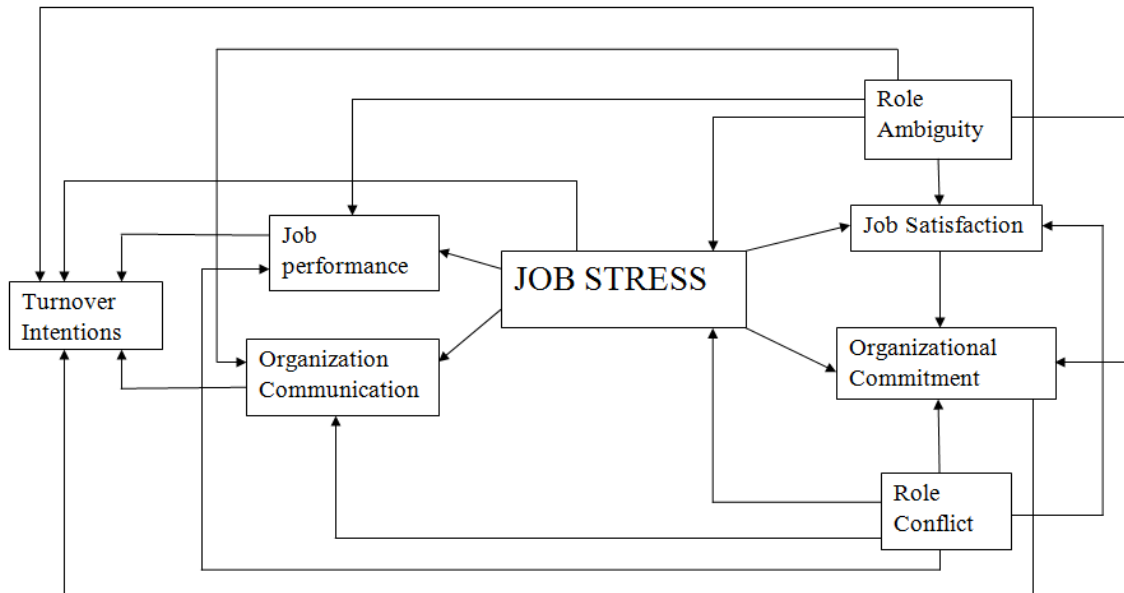 Role
Ambiguity
Job Satisfaction
Job
performance
JOB STRESS
Turnover
Intentions
Organization
Communication
Organizational
Commitment
Role
Conflict